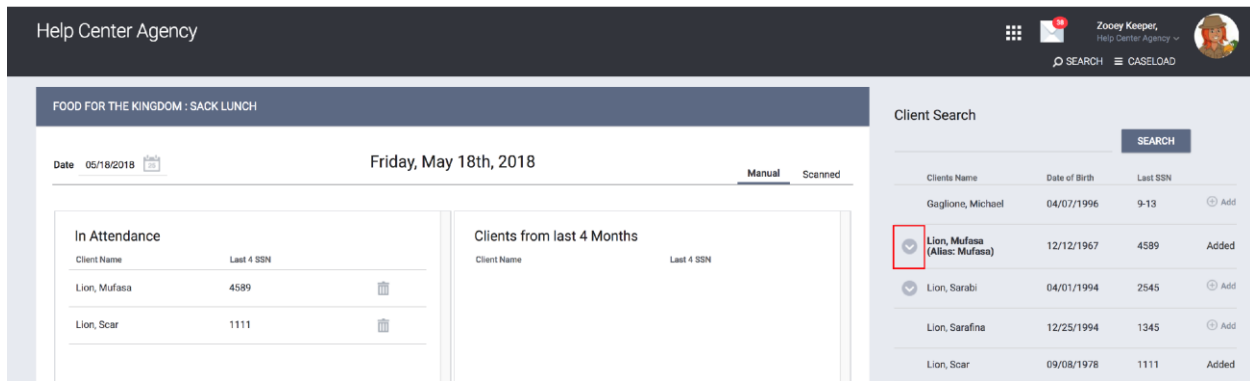 Help Center Agency
38
Zooey Keeper,
Help Center Agency
SEARCH CASELOAD
FOOD FOR THE KINGDOM : SACK LUNCH
Date 05/18/2018
Friday, May 18th, 2018
Manual Scanned
In Attendance
Client Name Last 4 SSN
Lion, Mufasa 4589
Lion, Scar 1111
Clients from last 4 Months
Client Name Last 4 SSN
Client Search
SEARCH
Clients Name Date of Birth Last SSN
Gaglione, Michael 04/07/1996 9-13 Add
Lion, Mufasa
(Alias: Mufasa) 12/12/1967 4589 Added
Lion, Sarabi 04/01/1994 2545 Add
Lion, Sarafina 12/25/1994 1345 Add
Lion, Scar 09/08/1978 1111 Added